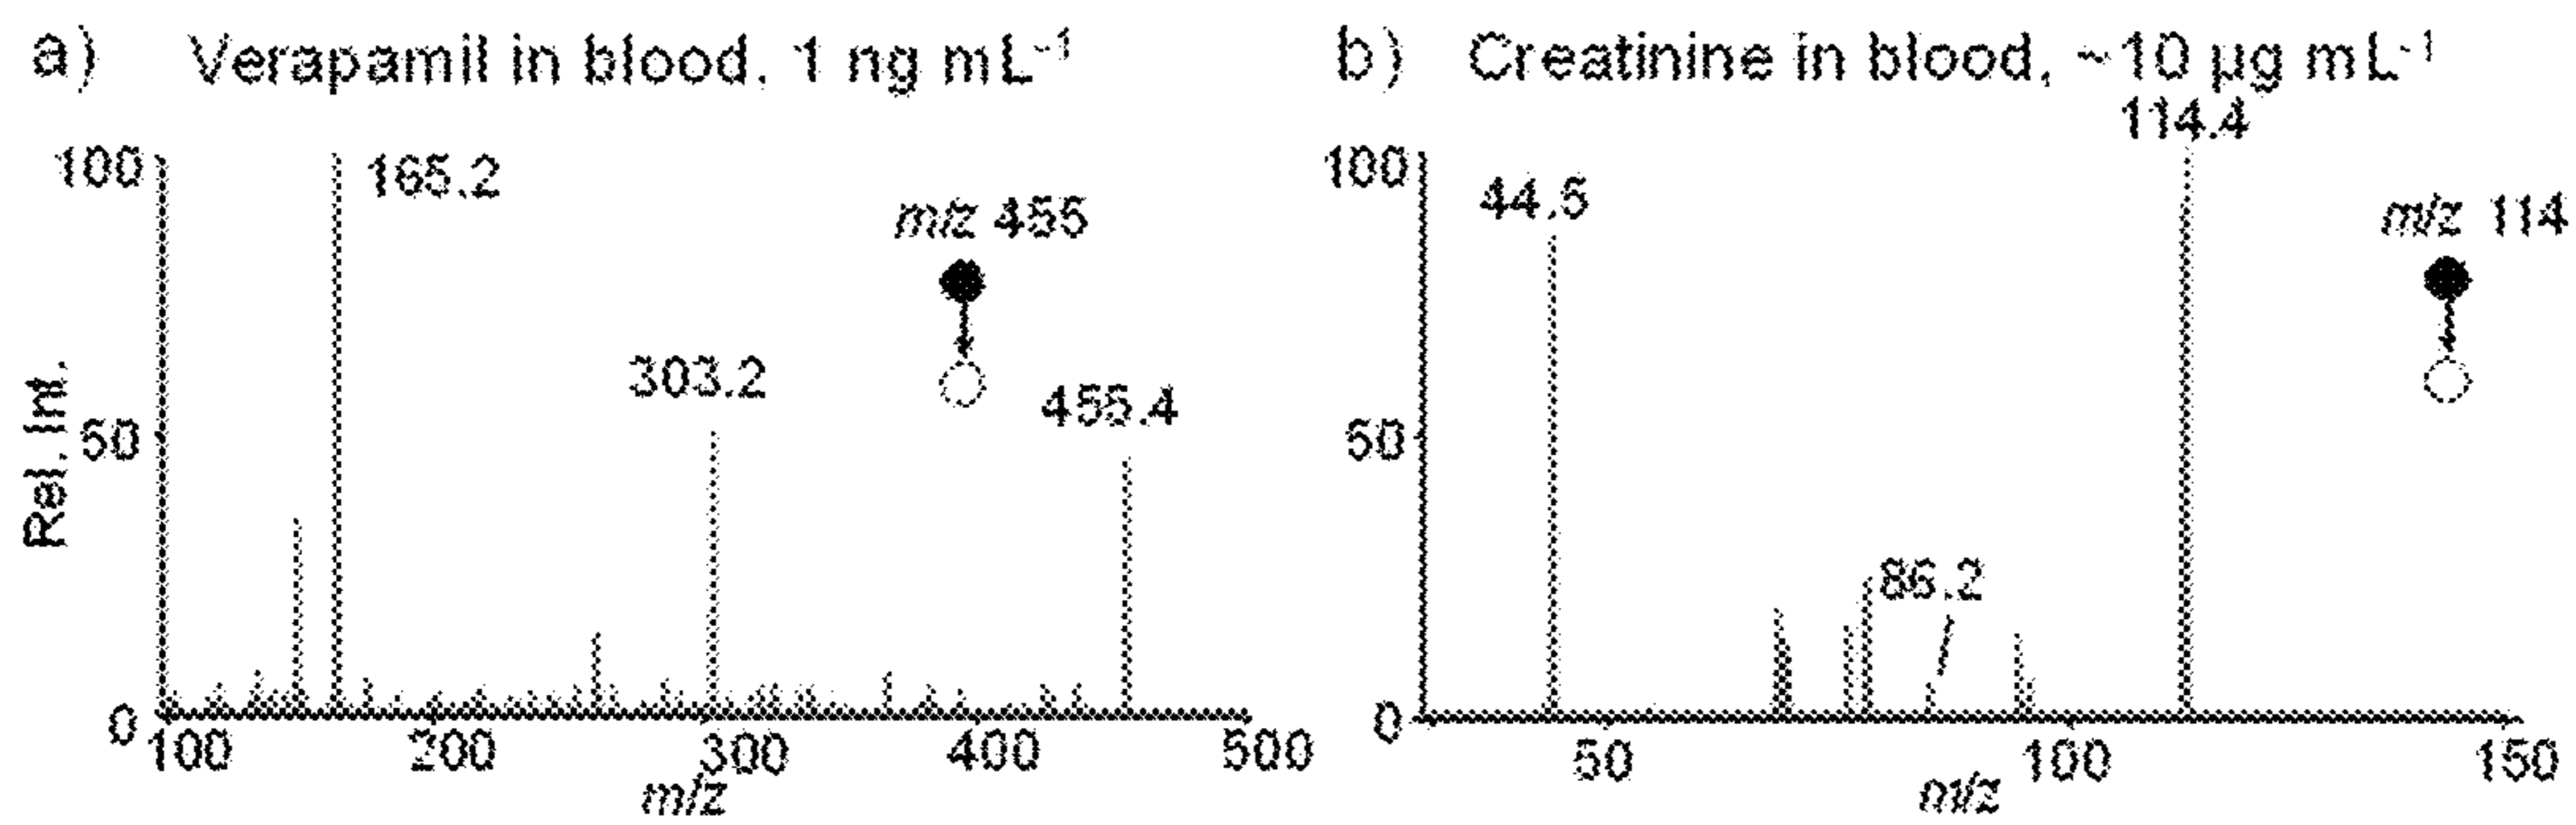 a) Verapamil in blood, 1 ng mL-1
100
165.2
m/z 455
303.2
455.4
Rel. Int.
50
0
100 200 300 400 500
m/z
b) Creatinine in blood, ~10 µg mL-1
114.4
100
44.5
m/z 114
50
86.2
0
50 100 150
m/z